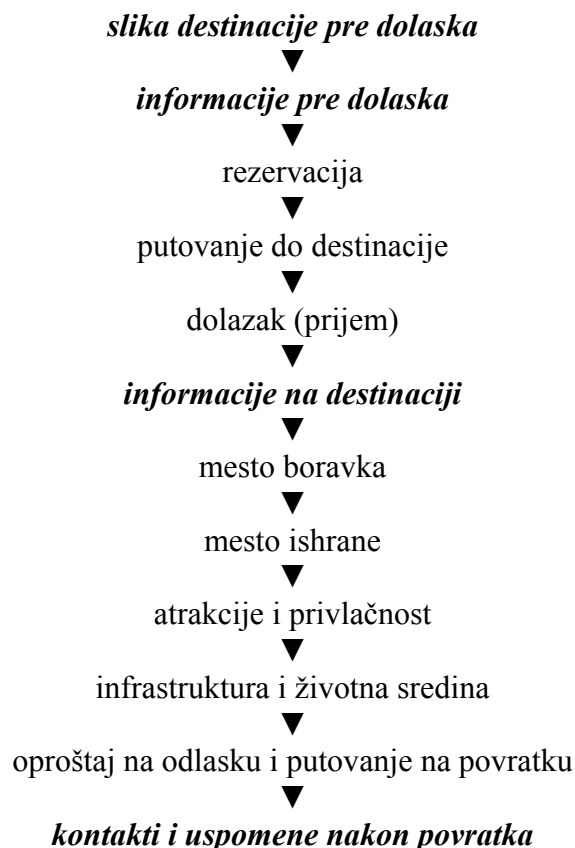 slika destinacije pre dolaska
informacije pre dolaska
rezervacija
putovanje do destinacije
dolazak (prijem)
informacije na destinaciji
mesto boravka
mesto ishrane
atrakcije i privlačnost
infrastruktura i životna sredina
oproštaj na odlasku i putovanje na povratku
kontakti i uspomene nakon povratka